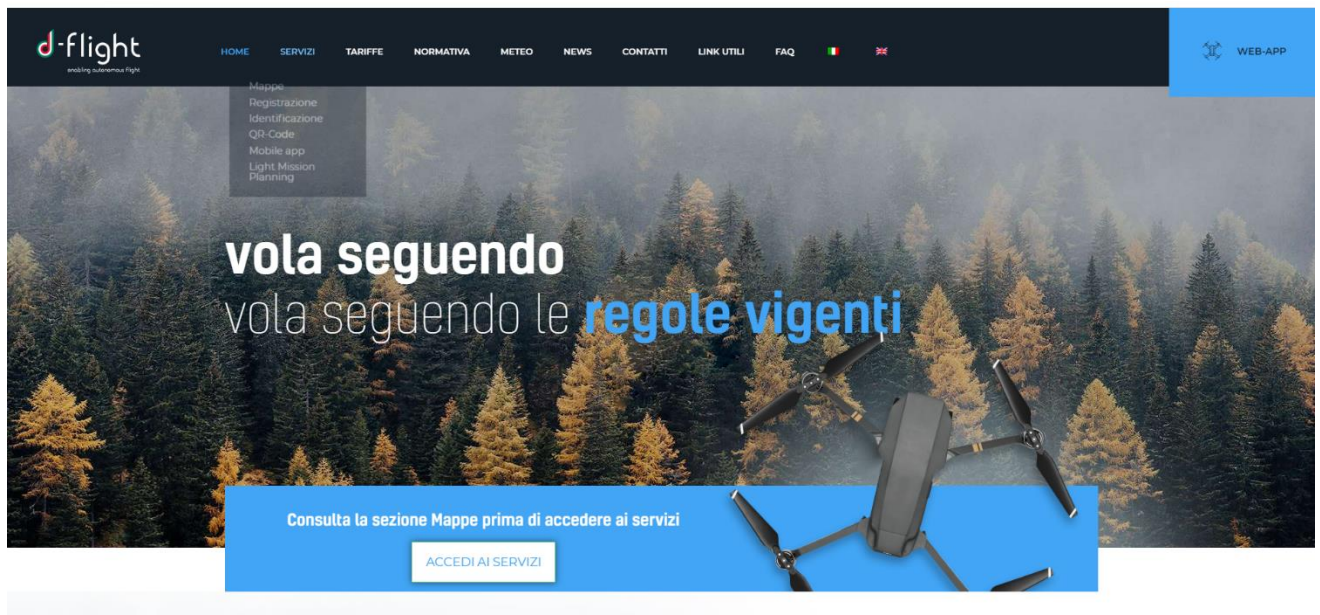 d-flight
enabling autonomous flight
HOME SERVIZI TARIFFE NORMATIVA METEO NEWS CONTATTI LINK UTILI FAQ WEB-APP
Mappe
Registrazione
Identificazione
QR-Code
Mobile app
Light Mission
Planning
vola seguendo
vola seguendo le regole vigenti
Consulta la sezione Mappe prima di accedere ai servizi
ACCEDI AI SERVIZI